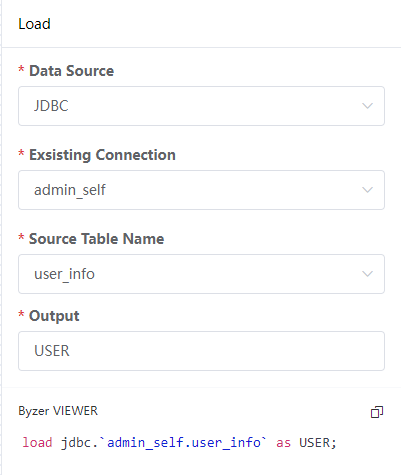 Load
* Data Source
JDBC
* Exsisting Connection
admin_self
* Source Table Name
user_info
* Output
USER
Byzer VIEWER
load jdbc.`admin_self.user_info` as USER;